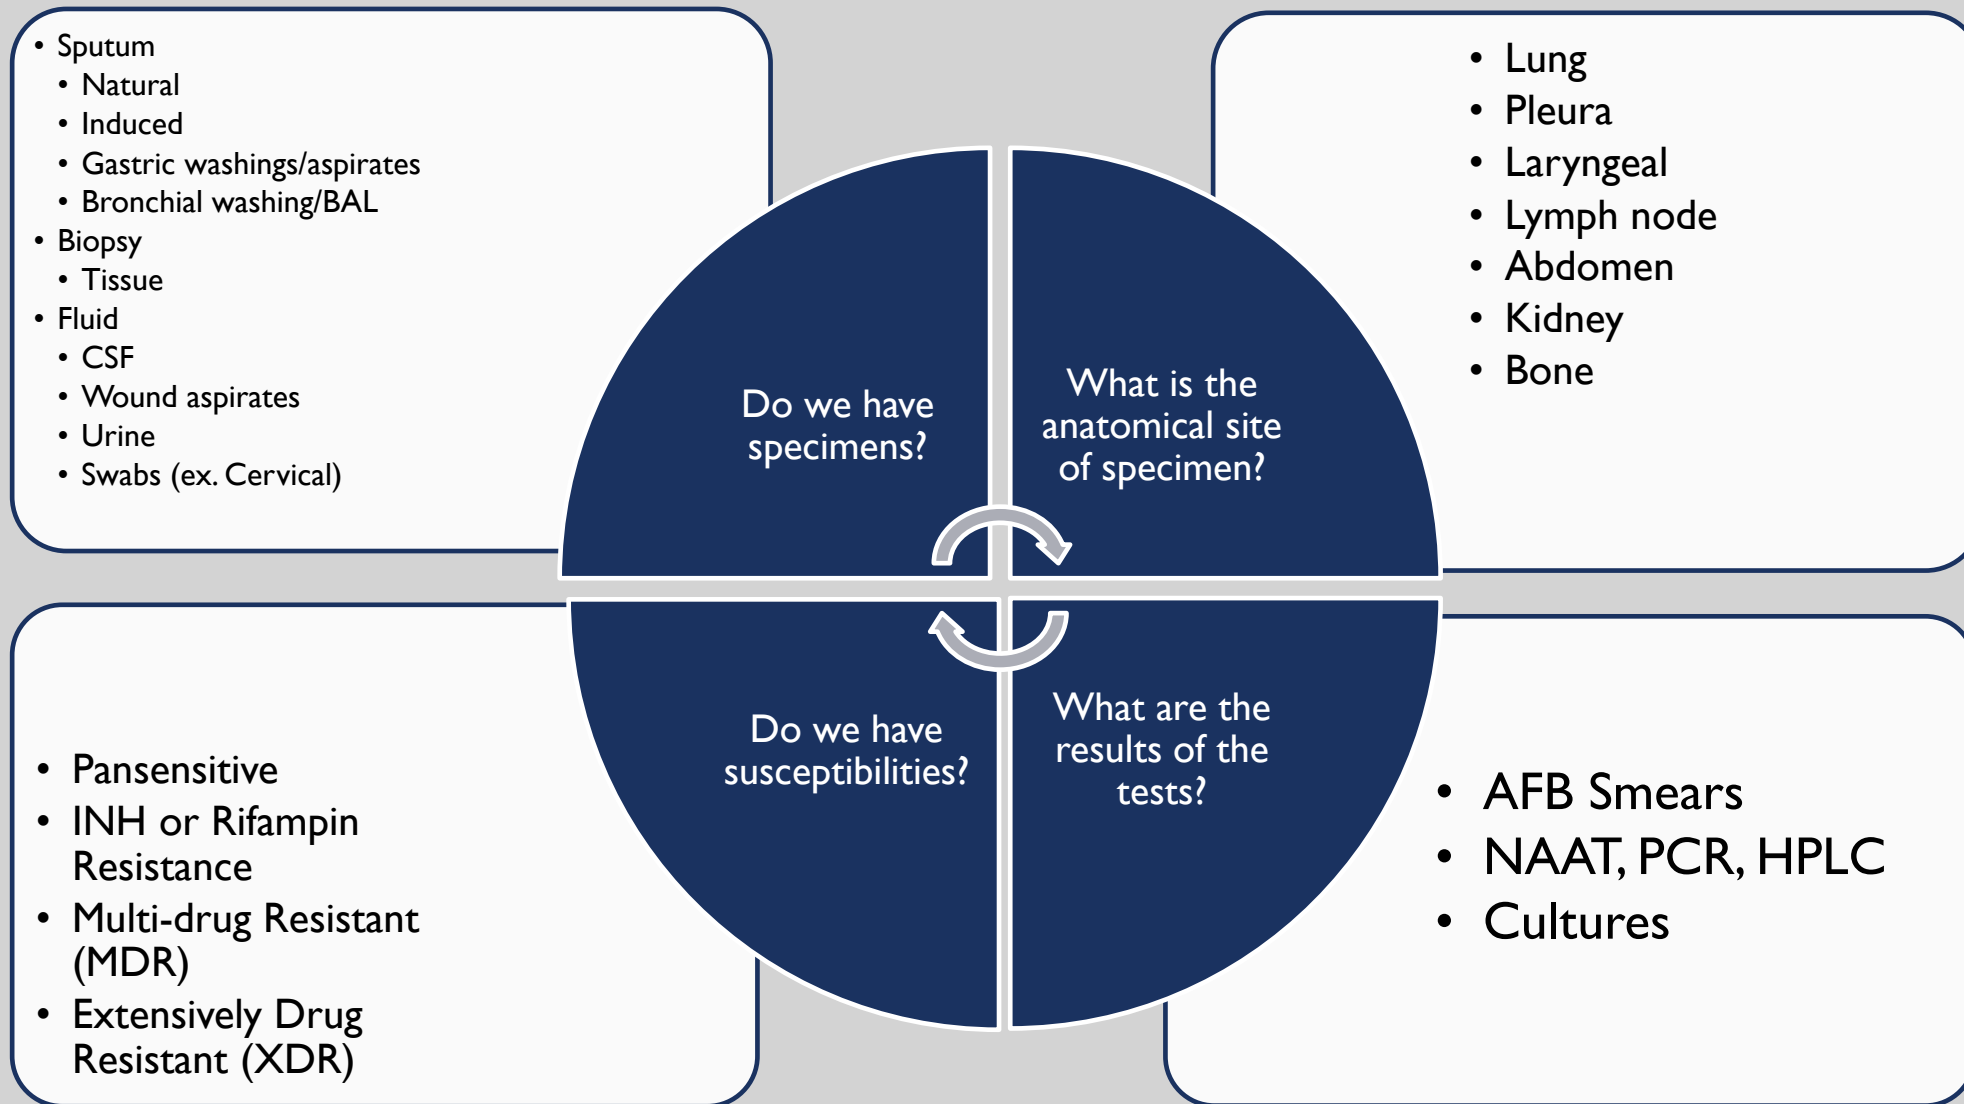 • Sputum
• Natural
• Induced
• Gastric washings/aspirates
• Bronchial washing/BAL
• Biopsy
• Tissue
• Fluid
• CSF
• Wound aspirates
• Urine
• Swabs (ex. Cervical)
Do we have
specimens?
• Lung
• Pleura
• Laryngeal
• Lymph node
• Abdomen
• Kidney
• Bone
What is the
anatomical site
of specimen?
• Pansensitive
• INH or Rifampin
Resistance
• Multi-drug Resistant
(MDR)
• Extensively Drug
Resistant (XDR)
Do we have
susceptibilities?
What are the
results of the
tests?
• AFB Smears
• NAAT, PCR, HPLC
• Cultures